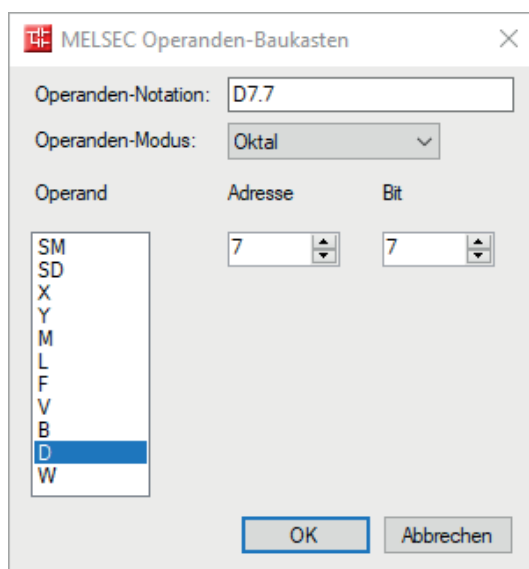 MELSEC Operanden-Baukasten
Operanden-Notation: D7.7
Operanden-Modus: Oktal
Operand Adresse Bit
7 7
SM
SD
X
Y
M
L
F
V
B
D
W
OK Abbrechen